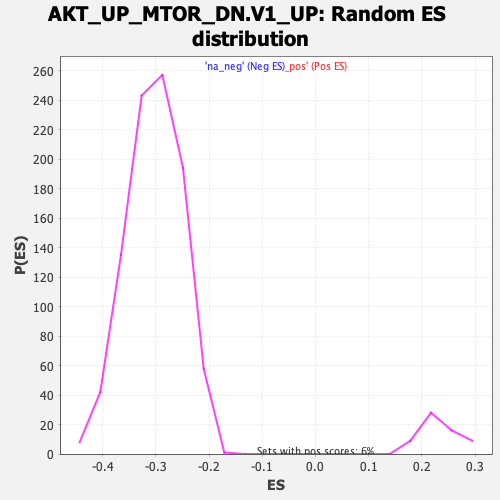 AKT_UP_MTOR_DN.V1_UP: Random ES
distribution
'na_neg' (Neg ES)_pos' (Pos ES)
260
240
220
200
180
160
140
120
100
80
60
40
20
0
P(ES)
Sets with pos scores: 6%
-0.4 -0.3 -0.2 -0.1 0.0 0.1 0.2 0.3
ES